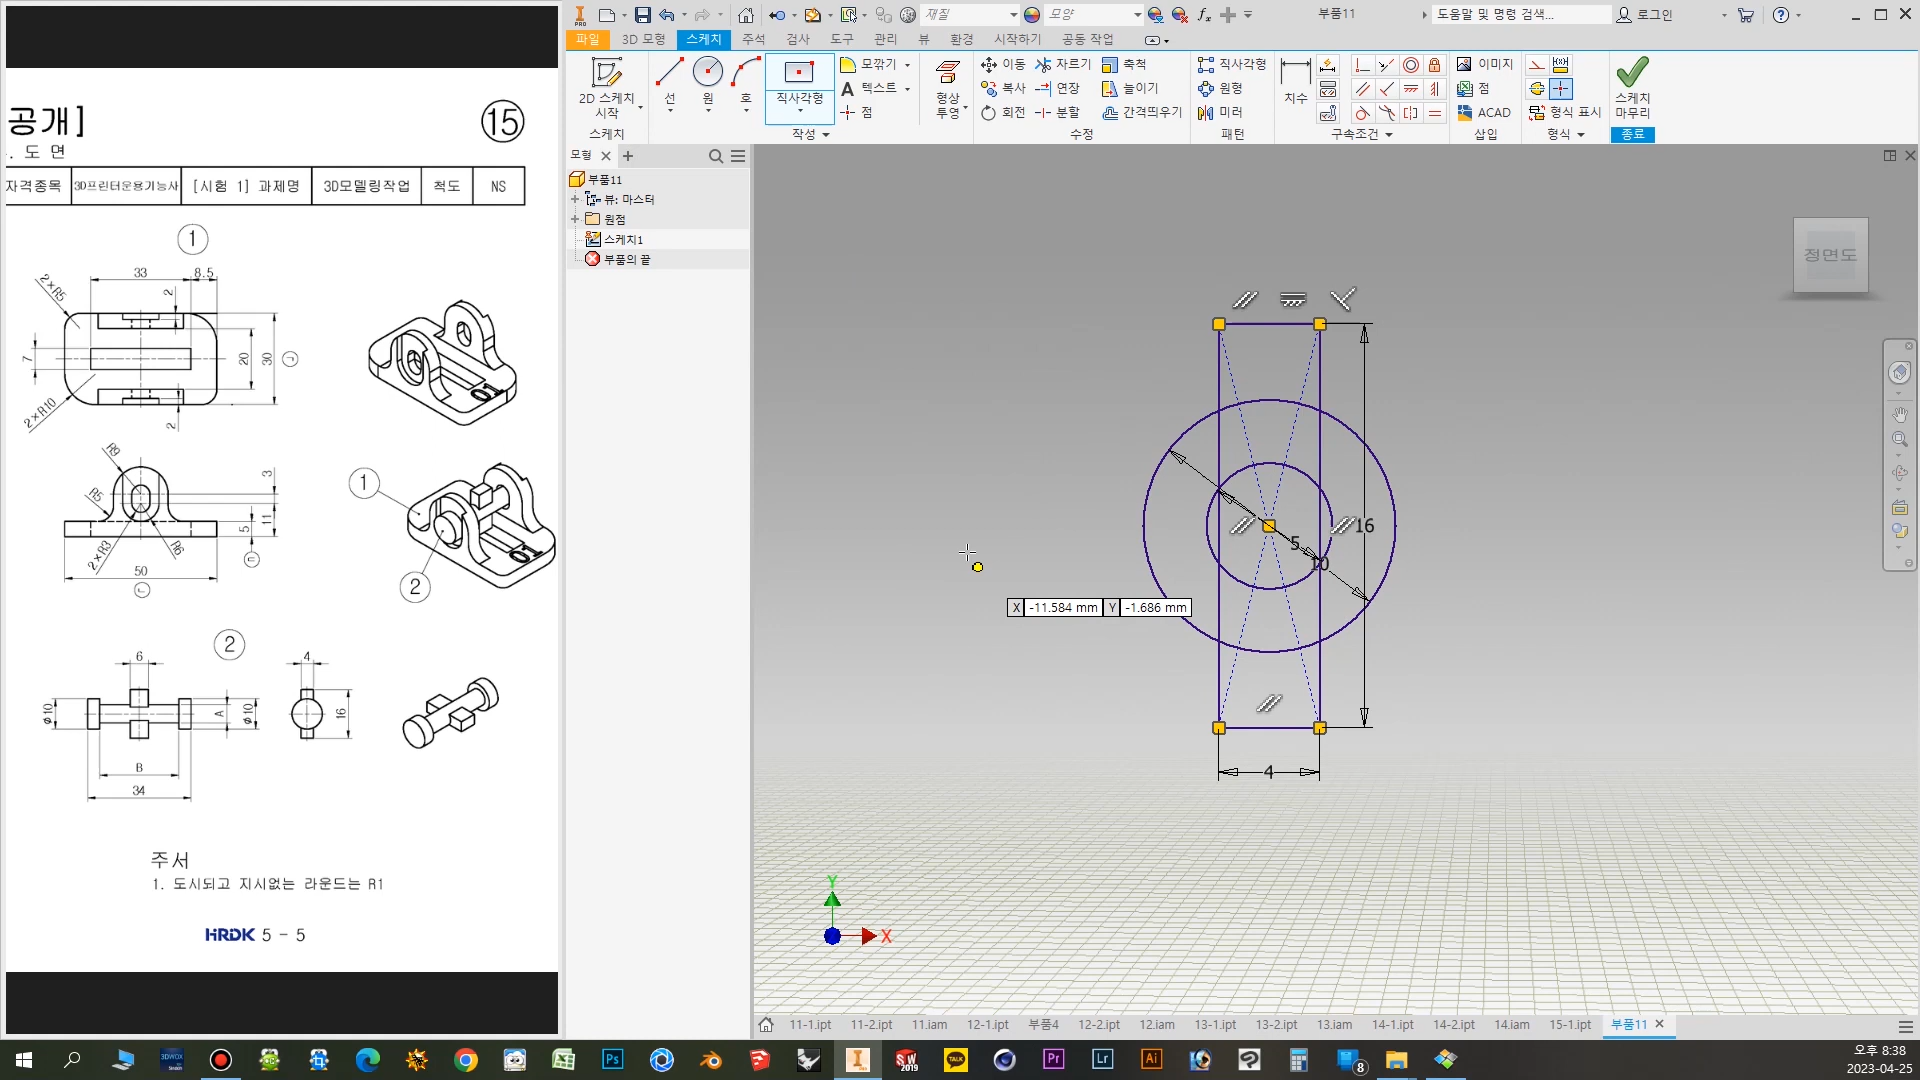 공개]
15
. 도 면
자격종목 3D프린터운용기능사 [시험 1] 과제명 3D모델링작업 척도 NS
1
2×R5
33
8.5
2
7
20
30
ㄱ
2×R10
2
R9
R5
3
11
5
ㄷ
2×R3
R6
50
ㄴ
1
01
2
2
6
4
ϕ10
A
ϕ10
16
B
34
주서
1. 도시되고 지시없는 라운드는 R1
HRDK 5 - 5
재질
모양
부품11
도움말 및 명령 검색...
로그인
파일 3D 모형 스케치 주석 검사 도구 관리 뷰 환경 시작하기 공동 작업
2D 스케치
시작
선
원
호
직사각형
모깎기
텍스트
점
형상
투영
이동
복사
회전
자르기
연장
분할
축척
늘이기
간격띄우기
직사각형
원형
미러
치수
이미지
점
ACAD
형식 표시
스케치
마무리
스케치 작성 수정 패턴 구속조건 삽입 형식 종료
모형
부품11
뷰: 마스터
원점
스케치1
부품의 끝
정면도
16
5
10
4
X -11.584 mm Y -1.686 mm
Y
X
11-1.ipt 11-2.ipt 11.iam 12-1.ipt 부품4 12-2.ipt 12.iam 13-1.ipt 13-2.ipt 13.iam 14-1.ipt 14-2.ipt 14.iam 15-1.ipt 부품11
오후 8:38
2023-04-25